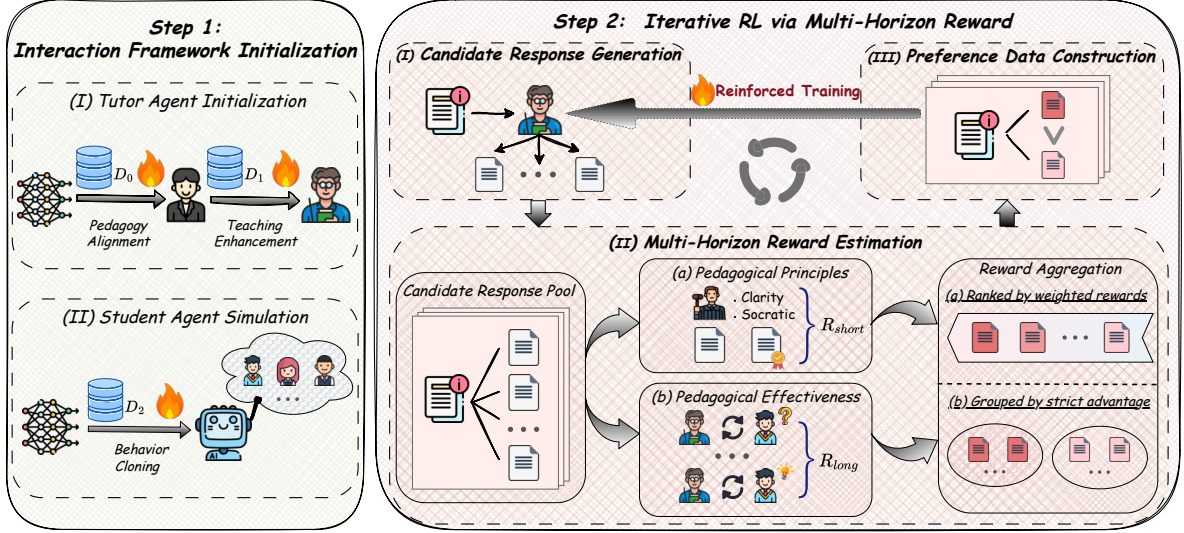 Step 1:
Interaction Framework Initialization
(I) Tutor Agent Initialization
D0
D1
Pedagogy
Alignment
Teaching
Enhancement
(II) Student Agent Simulation
D2
Behavior
Cloning
AI
Step 2: Iterative RL via Multi-Horizon Reward
(I) Candidate Response Generation
Reinforced Training
(III) Preference Data Construction
(II) Multi-Horizon Reward Estimation
Candidate Response Pool
(a) Pedagogical Principles
. Clarity
. Socratic
Rshort
(b) Pedagogical Effectiveness
Rlong
Reward Aggregation
(a) Ranked by weighted rewards
(b) Grouped by strict advantage